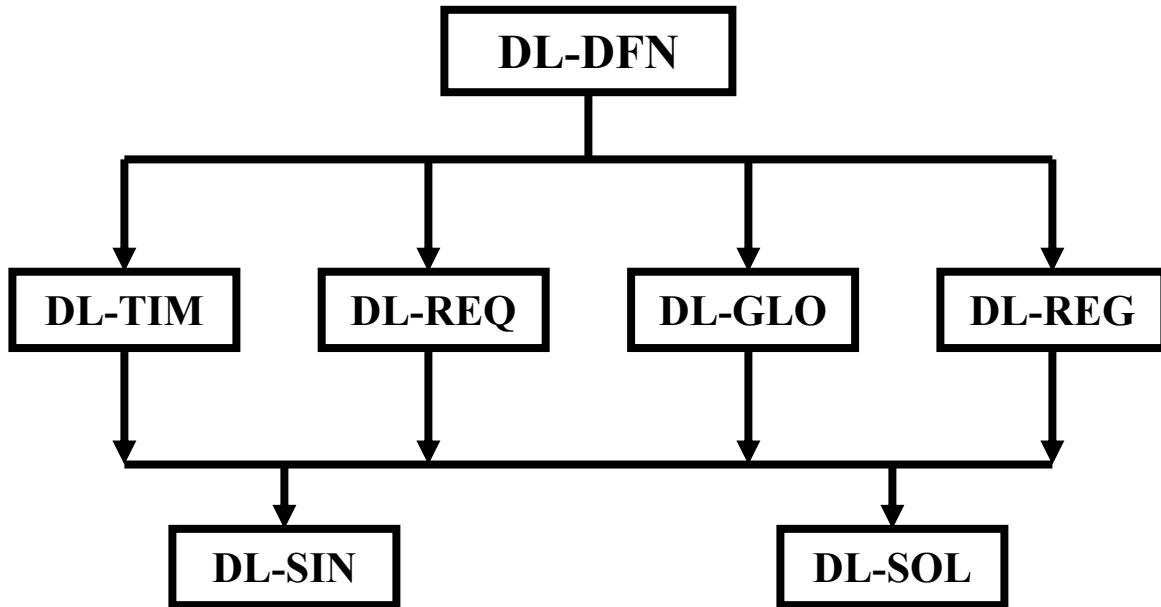 DL-DFN
DL-TIM
DL-REQ
DL-GLO
DL-REG
DL-SIN
DL-SOL